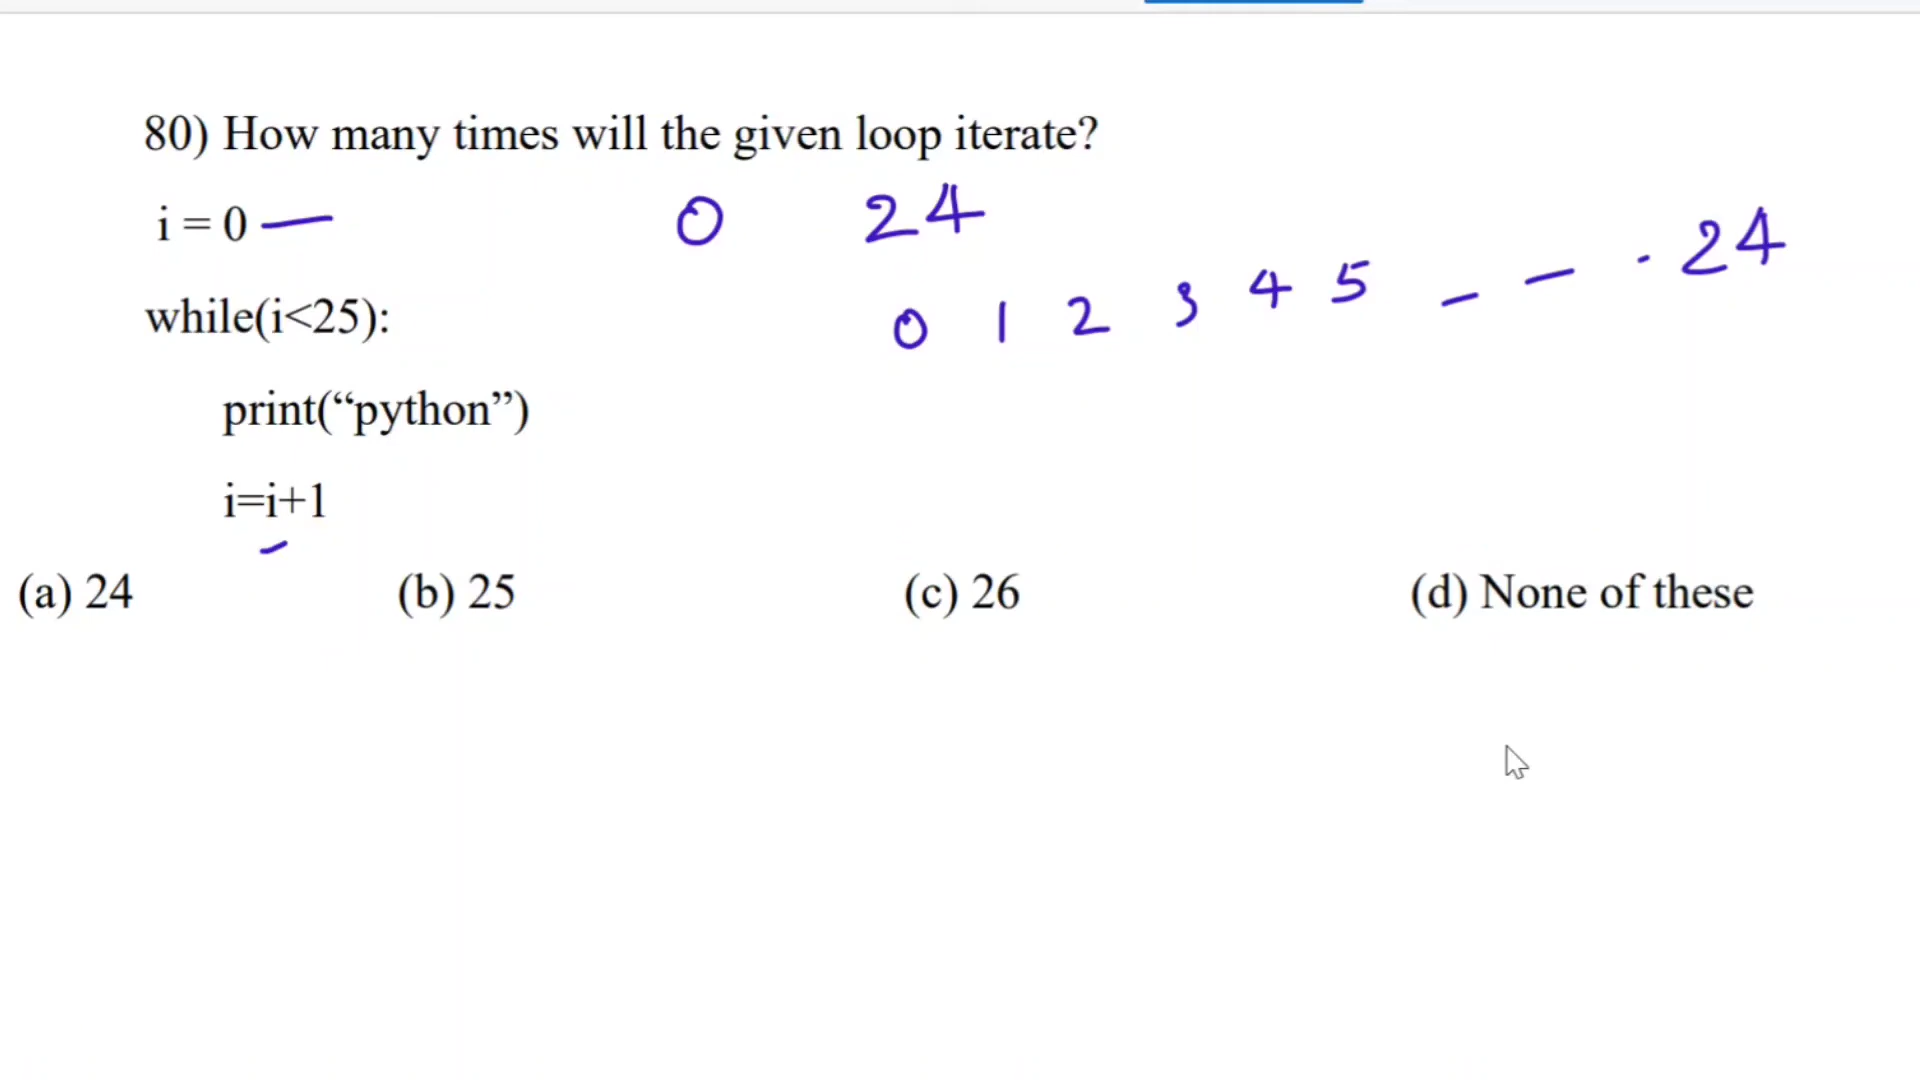 80) How many times will the given loop iterate?
i = 0 —
0 24
0 1 2 3 4 5 – – · 24
while(i<25):
print(“python”)
i=i+1
(a) 24 (b) 25 (c) 26 (d) None of these